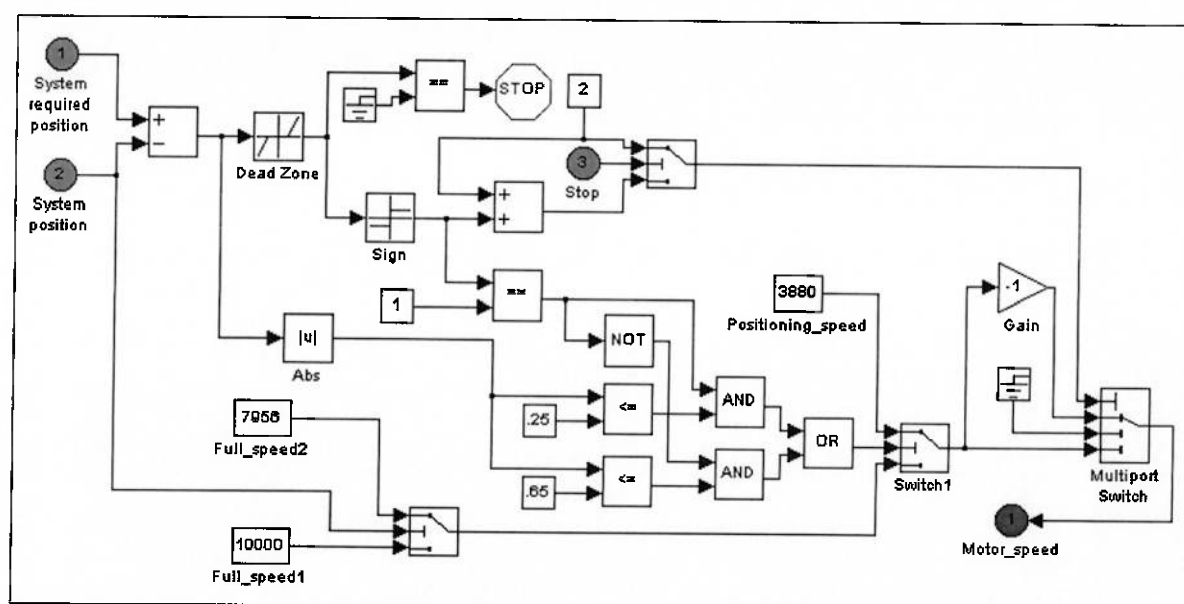 1
System
required
position
2
System
position
+
−
Dead Zone
==
STOP
2
3
Stop
+
+
Sign
1
==
NOT
3880
Positioning_speed
-1
Gain
|u|
Abs
7958
Full_speed2
.25
<=
AND
.65
<=
AND
OR
Switch1
Multiport
Switch
10000
Full_speed1
1
Motor_speed